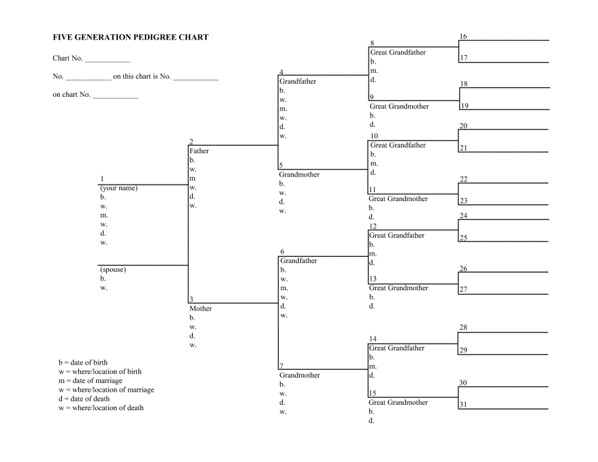 FIVE GENERATION PEDIGREE CHART
Chart No. ____________
No. ____________ on this chart is No. ____________
on chart No. ____________
1
(your name)
b.
w.
m.
w.
d.
w.
(spouse)
b.
w.
2
Father
b.
w.
m
w.
d.
w.
3
Mother
b.
w.
d.
w.
4
Grandfather
b.
w.
m.
w.
d.
w.
5
Grandmother
b.
w.
d.
w.
6
Grandfather
b.
w.
m.
w.
d.
w.
7
Grandmother
b.
w.
d.
w.
8
Great Grandfather
b.
m.
d.
9
Great Grandmother
b.
d.
10
Great Grandfather
b.
m.
d.
11
Great Grandmother
b.
d.
12
Great Grandfather
b.
m.
d.
13
Great Grandmother
b.
d.
14
Great Grandfather
b.
m.
d.
15
Great Grandmother
b.
d.
16
17
18
19
20
21
22
23
24
25
26
27
28
29
30
31
b = date of birth
w = where/location of birth
m = date of marriage
w = where/location of marriage
d = date of death
w = where/location of death